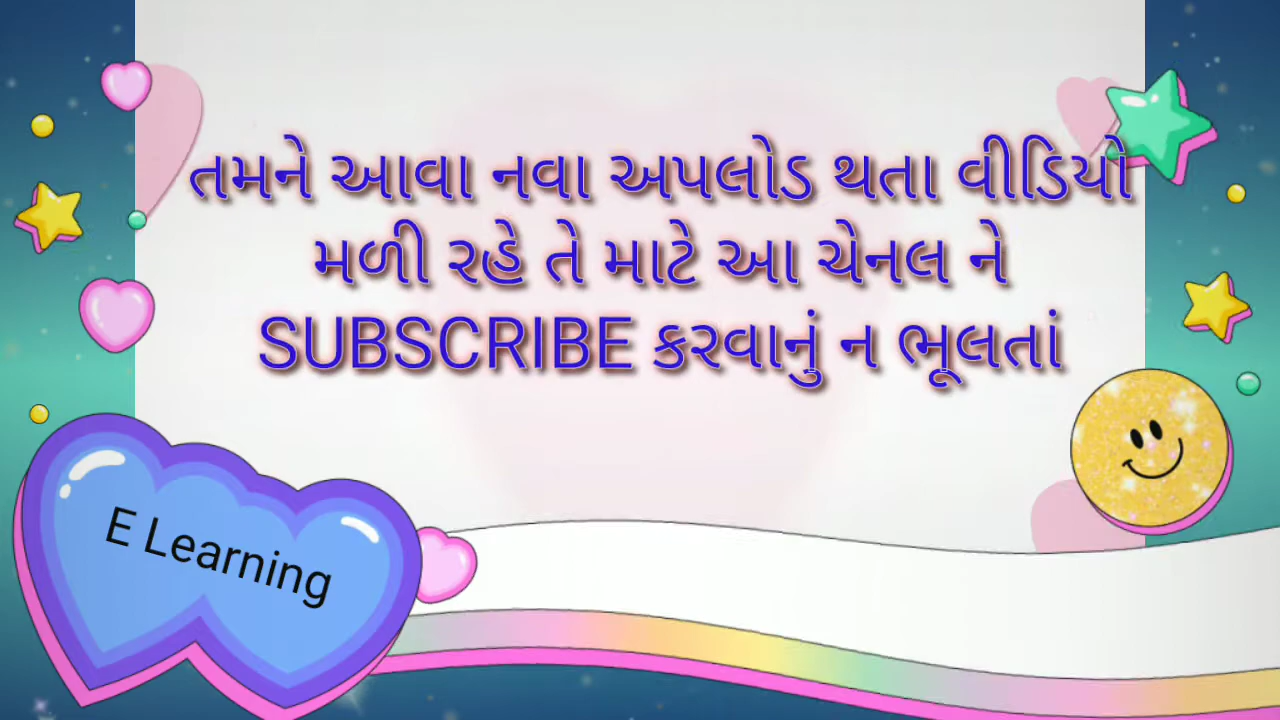 તમને આવા નવા અપલોડ થતા વીડિયો
મળી રહે તે માટે આ ચેનલ ને
SUBSCRIBE કરવાનું ન ભૂલતાં
E Learning